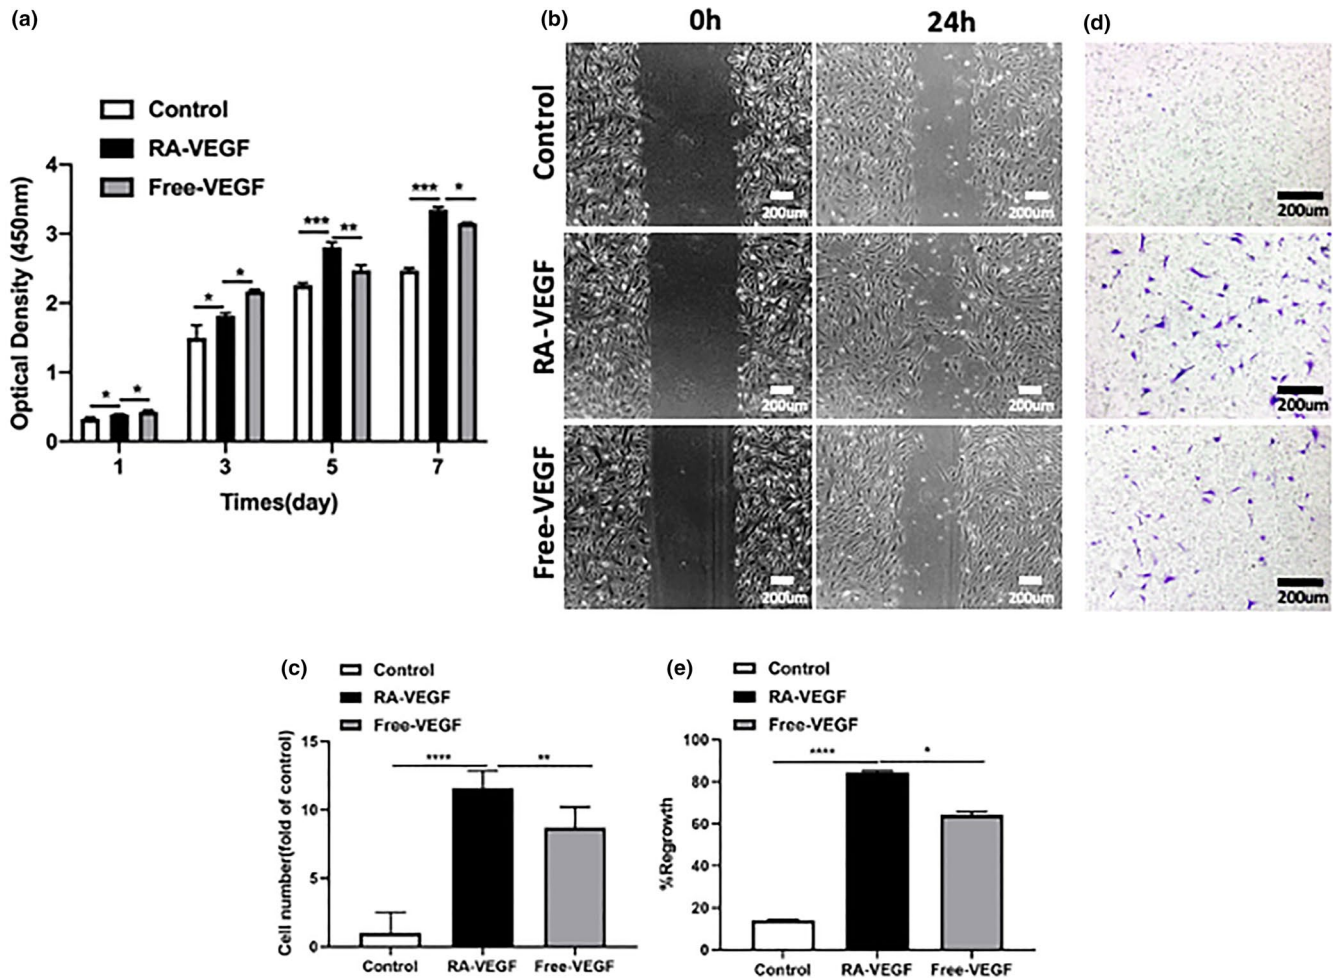 (a)
Control
RA-VEGF
Free-VEGF
Optical Density (450nm)
4
3
2
1
0
* *
* *
*** **
*** *
1 3 5 7
Times(day)
(b)
0h 24h
Control
200um 200um
RA-VEGF
200um 200um
Free-VEGF
200um 200um
(d)
200um
200um
200um
(c)
Control
RA-VEGF
Free-VEGF
Cell number(fold of control)
15
10
5
0
**** **
Control RA-VEGF Free-VEGF
(e)
Control
RA-VEGF
Free-VEGF
%Regrowth
100
80
60
40
20
0
**** *
Control RA-VEGF Free-VEGF